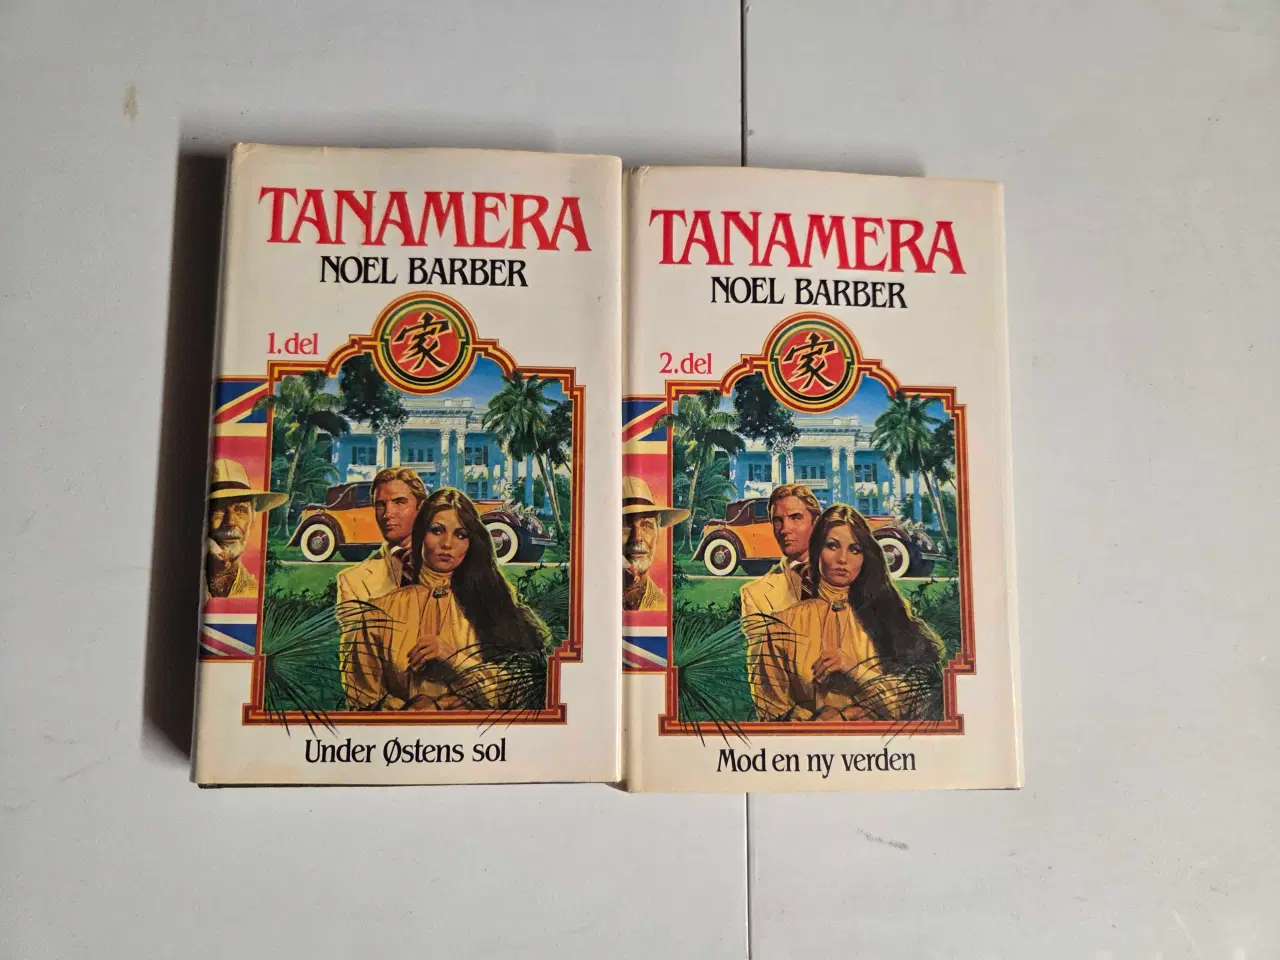 TANAMERA
NOEL BARBER
家
1.del
Under Østens sol
TANAMERA
NOEL BARBER
家
2.del
Mod en ny verden